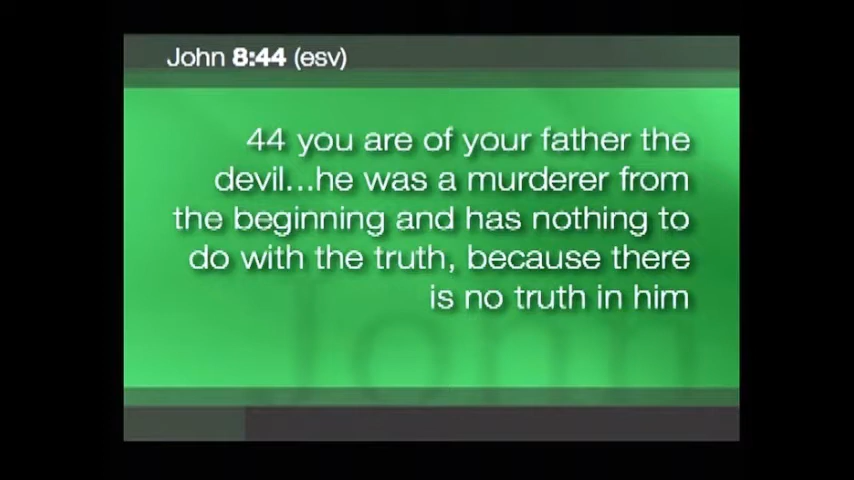 John 8:44 (esv)
44 you are of your father the
devil...he was a murderer from
the beginning and has nothing to
do with the truth, because there
is no truth in him
John